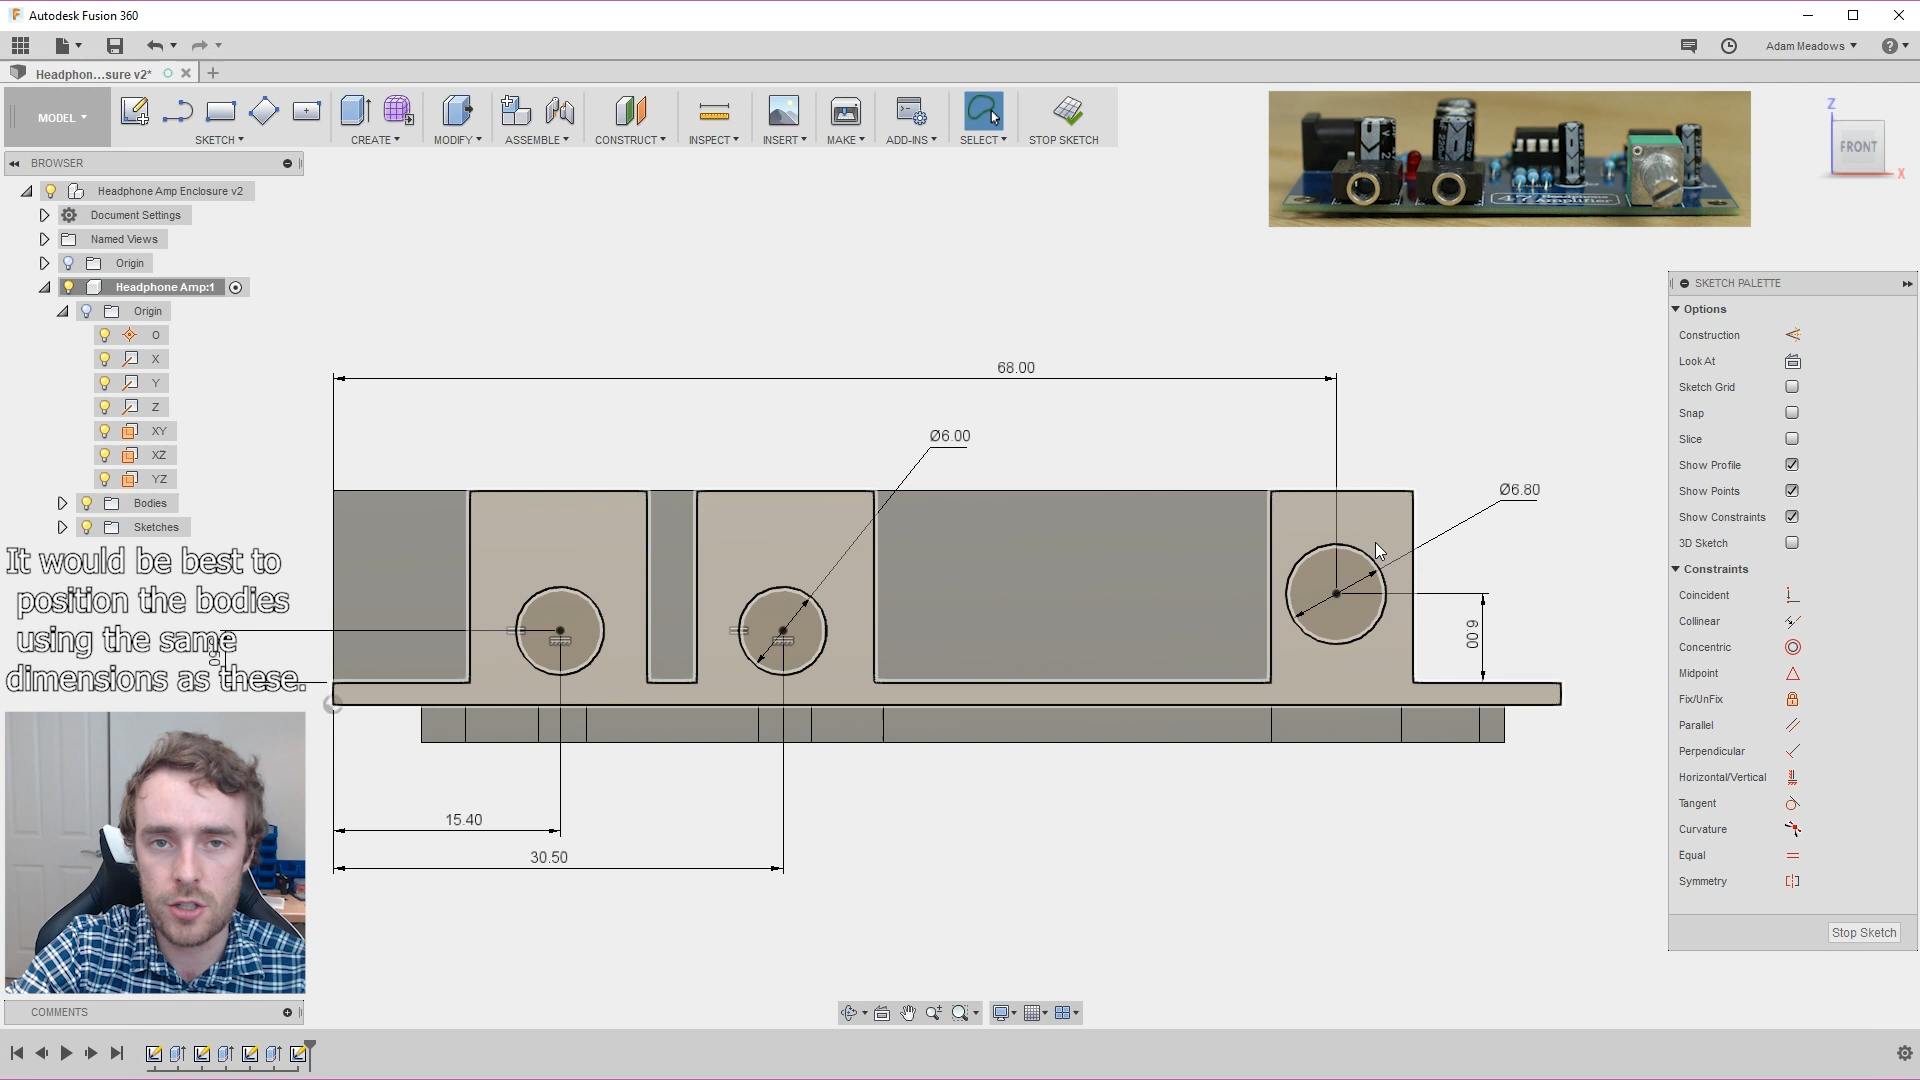 Autodesk Fusion 360
Adam Meadows
Headphon...sure v2*
MODEL
SKETCH
CREATE
MODIFY
ASSEMBLE
CONSTRUCT
INSPECT
INSERT
MAKE
ADD-INS
SELECT
STOP SKETCH
47 Headphone
Amplifier
Z
FRONT
X
BROWSER
Headphone Amp Enclosure v2
Document Settings
Named Views
Origin
Headphone Amp:1
Origin
O
X
Y
Z
XY
XZ
YZ
Bodies
Sketches
It would be best to
position the bodies
using the same
dimensions as these.
68.00
Ø6.00
Ø6.80
6.00
15.40
30.50
SKETCH PALETTE
Options
Construction
Look At
Sketch Grid
Snap
Slice
Show Profile
Show Points
Show Constraints
3D Sketch
Constraints
Coincident
Collinear
Concentric
Midpoint
Fix/UnFix
Parallel
Perpendicular
Horizontal/Vertical
Tangent
Curvature
Equal
Symmetry
Stop Sketch
COMMENTS